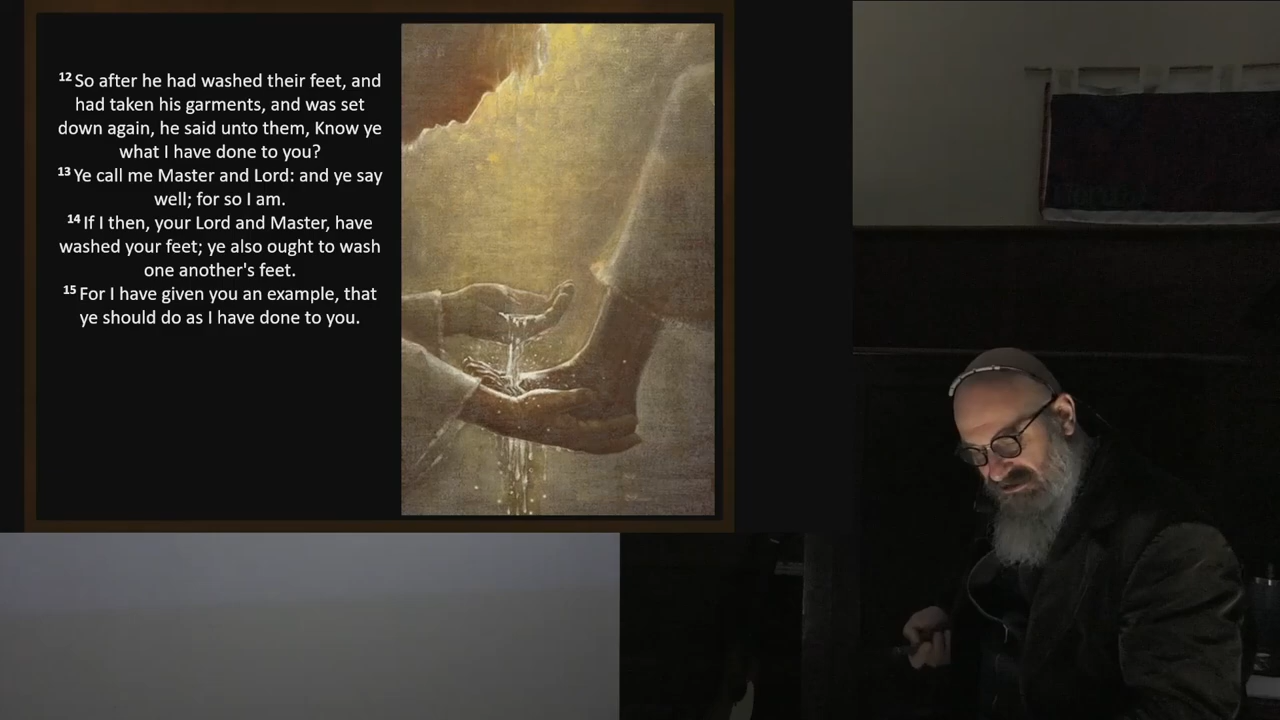 12 So after he had washed their feet, and
had taken his garments, and was set
down again, he said unto them, Know ye
what I have done to you?
13 Ye call me Master and Lord: and ye say
well; for so I am.
14 If I then, your Lord and Master, have
washed your feet; ye also ought to wash
one another's feet.
15 For I have given you an example, that
ye should do as I have done to you.